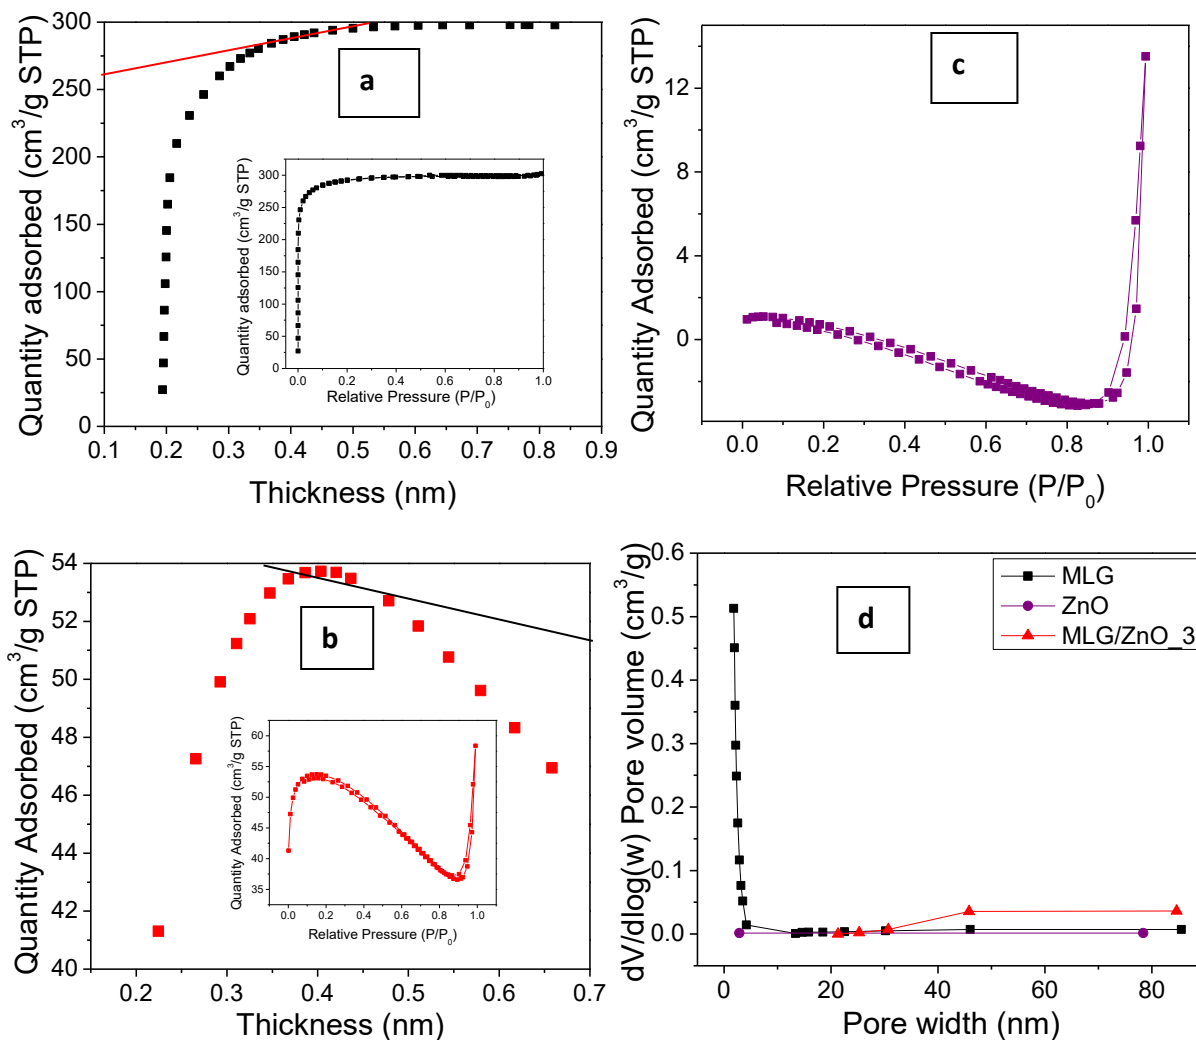 Quantity adsorbed (cm³/g STP)
300
250
200
150
100
50
0
0.1 0.2 0.3 0.4 0.5 0.6 0.7 0.8 0.9
Thickness (nm)
a
Quantity adsorbed (cm³/g STP)
300
250
200
150
100
50
0
0.0 0.2 0.4 0.6 0.8 1.0
Relative Pressure (P/P₀)
Quantity Adsorbed (cm³/g STP)
12
8
4
0
0.0 0.2 0.4 0.6 0.8 1.0
Relative Pressure (P/P₀)
c
Quantity Adsorbed (cm³/g STP)
54
52
50
48
46
44
42
40
0.2 0.3 0.4 0.5 0.6 0.7
Thickness (nm)
b
Quantity Adsorbed (cm³/g STP)
60
55
50
45
40
35
0.0 0.2 0.4 0.6 0.8 1.0
Relative Pressure (P/P₀)
dV/dlog(w) Pore volume (cm³/g)
0.6
0.5
0.4
0.3
0.2
0.1
0.0
0 20 40 60 80
Pore width (nm)
d
MLG
ZnO
MLG/ZnO_3